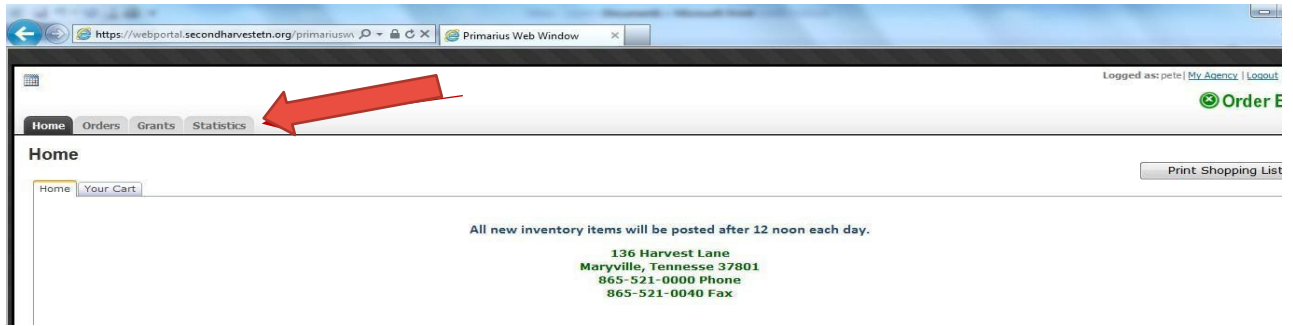 https://webportal.secondharvestetn.org/primariusw
Primarius Web Window
Logged as: pete| My Agency | Logout
Order E
Home Orders Grants Statistics
Home
Print Shopping List
Home Your Cart
All new inventory items will be posted after 12 noon each day.
136 Harvest Lane
Maryville, Tennesse 37801
865-521-0000 Phone
865-521-0040 Fax